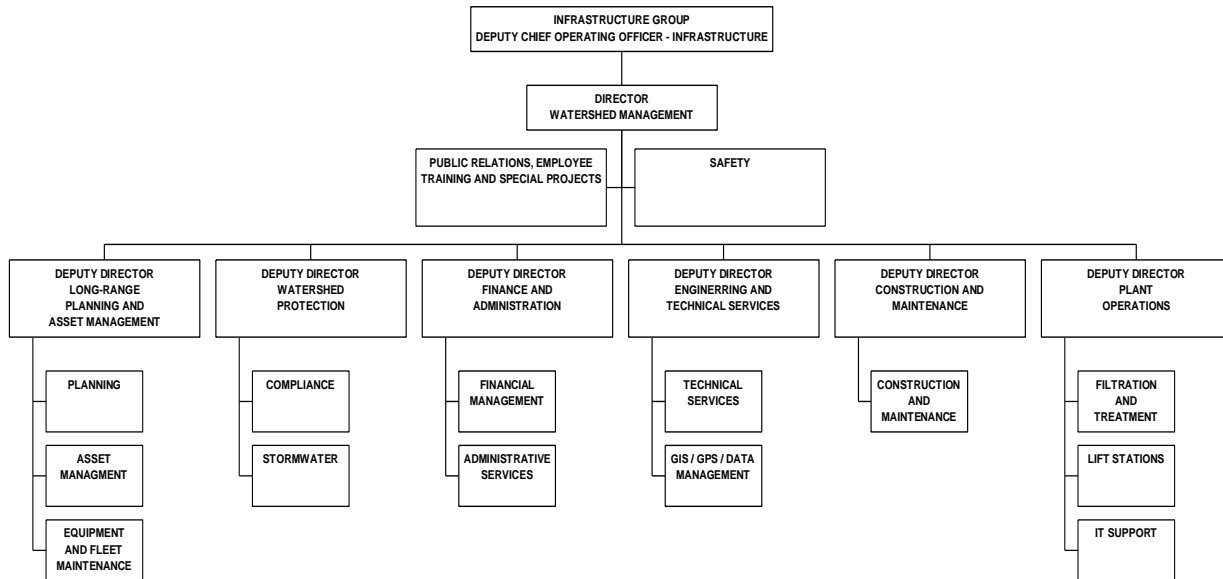 INFRASTRUCTURE GROUP
DEPUTY CHIEF OPERATING OFFICER - INFRASTRUCTURE
DIRECTOR
WATERSHED MANAGEMENT
PUBLIC RELATIONS, EMPLOYEE
TRAINING AND SPECIAL PROJECTS
SAFETY
DEPUTY DIRECTOR
LONG-RANGE
PLANNING AND
ASSET MANAGEMENT
DEPUTY DIRECTOR
WATERSHED
PROTECTION
DEPUTY DIRECTOR
FINANCE AND
ADMINISTRATION
DEPUTY DIRECTOR
ENGINERRING AND
TECHNICAL SERVICES
DEPUTY DIRECTOR
CONSTRUCTION AND
MAINTENANCE
DEPUTY DIRECTOR
PLANT
OPERATIONS
PLANNING
COMPLIANCE
FINANCIAL
MANAGEMENT
TECHNICAL
SERVICES
CONSTRUCTION
AND
MAINTENANCE
FILTRATION
AND
TREATMENT
ASSET
MANAGMENT
STORMWATER
ADMINISTRATIVE
SERVICES
GIS / GPS / DATA
MANAGEMENT
LIFT STATIONS
EQUIPMENT
AND FLEET
MAINTENANCE
IT SUPPORT